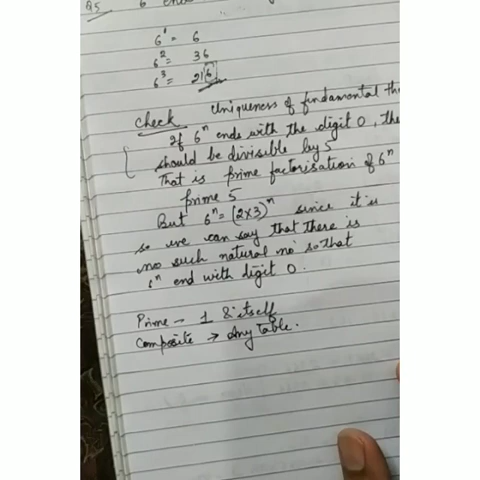 Q5 6
6¹ = 6
6² = 36
6³ = 216
Check Uniqueness of fundamental th
If 6ⁿ ends with the digit 0, the
should be divisible by 5
That is prime factorisation of 6ⁿ
prime 5
But 6ⁿ = (2×3)ⁿ since it is
so we can say that there is
no such natural no so that
6ⁿ end with digit 0.
Prime - 1 & itself
Composite → Any table.